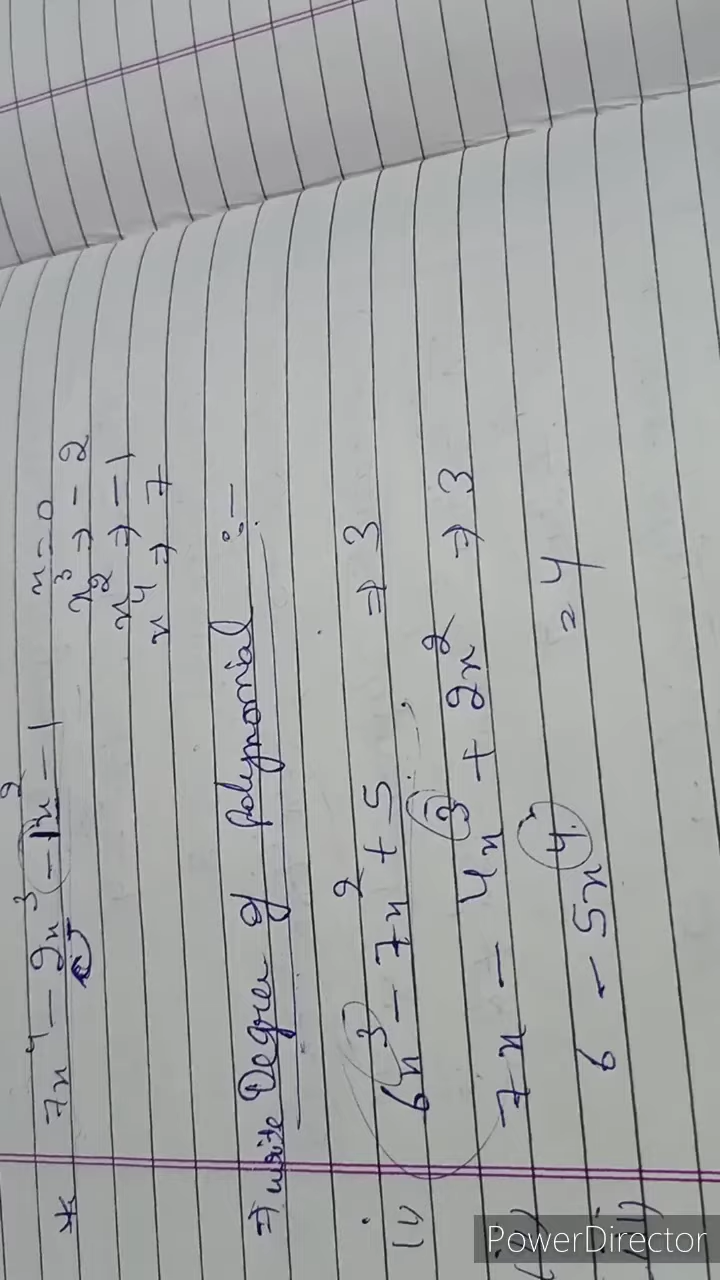 * 7x⁴ - 2x³ - 1x² - 1
x = 0
x³ ⇒ - 2
x² ⇒ - 1
x⁴ ⇒ 7
⇒ write Degree of polynomial :-
(i) 6x³ - 7x² + 5 ⇒ 3
(ii) 7x - 4x³ + 2x² ⇒ 3
(iii) 6 - 5x⁴ = 4
PowerDirector